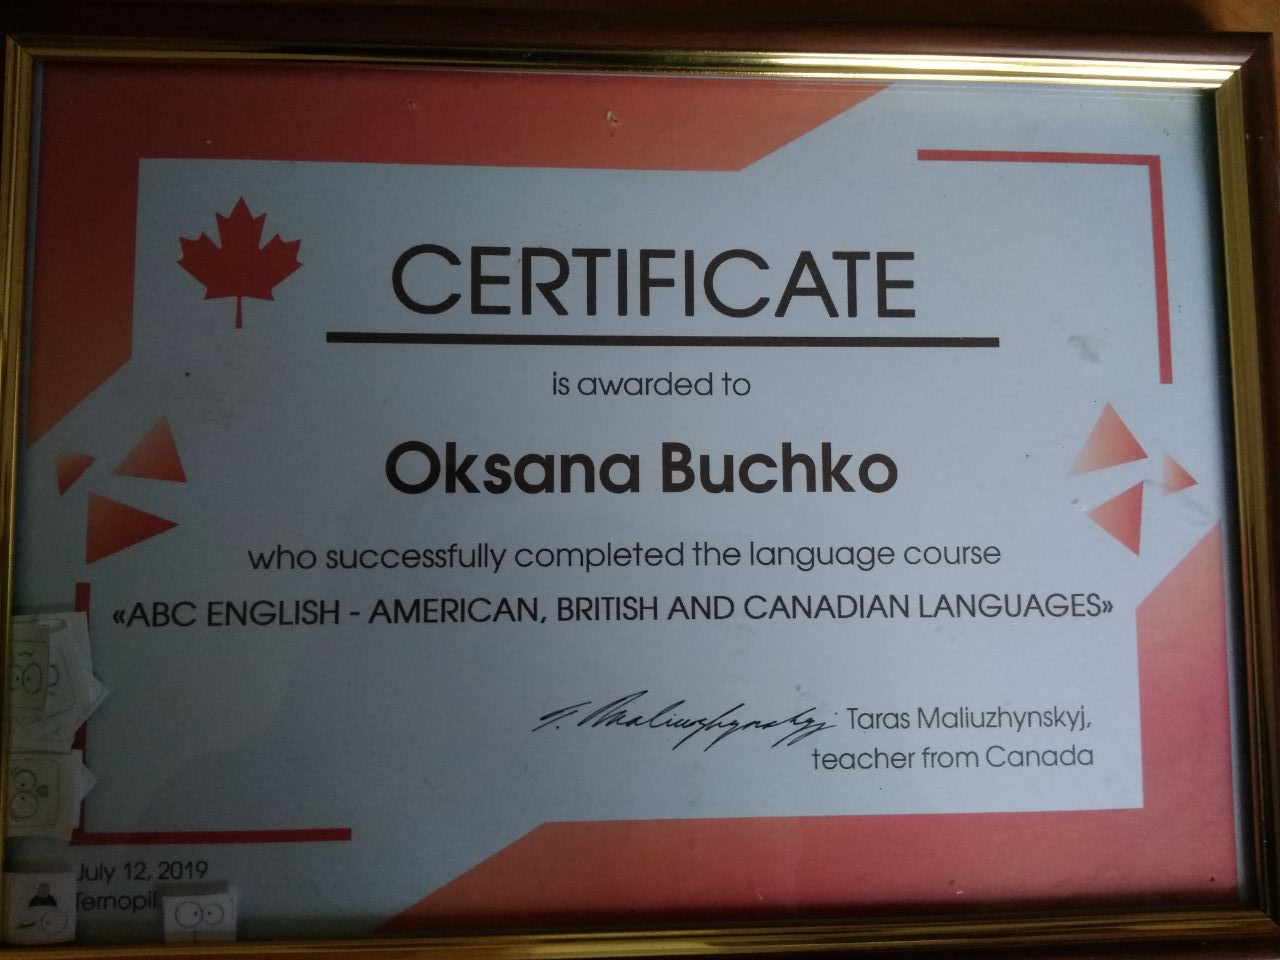 CERTIFICATE
is awarded to
Oksana Buchko
who successfully completed the language course
«ABC ENGLISH - AMERICAN, BRITISH AND CANADIAN LANGUAGES»
T. Maliuzhynskyj Taras Maliuzhynskyj,
teacher from Canada
July 12, 2019
Ternopil